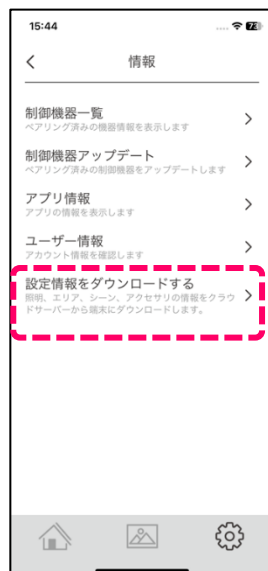 15:44
73
情報
制御機器一覧
ペアリング済みの機器情報を表示します
制御機器アップデート
ペアリング済みの制御機器をアップデートします
アプリ情報
アプリの情報を表示します
ユーザー情報
アカウント情報を確認します
設定情報をダウンロードする
照明、エリア、シーン、アクセサリの情報をクラウ
ドサーバーから端末にダウンロードします。